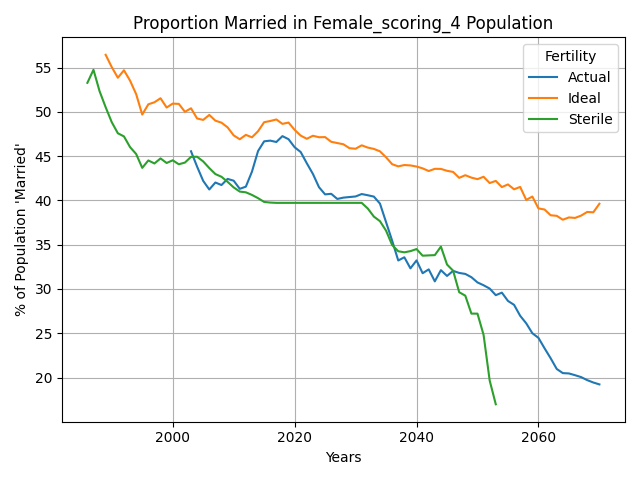 Proportion Married in Female_scoring_4 Population
Fertility
Actual
Ideal
Sterile
% of Population 'Married'
55
50
45
40
35
30
25
20
2000
2020
2040
2060
Years